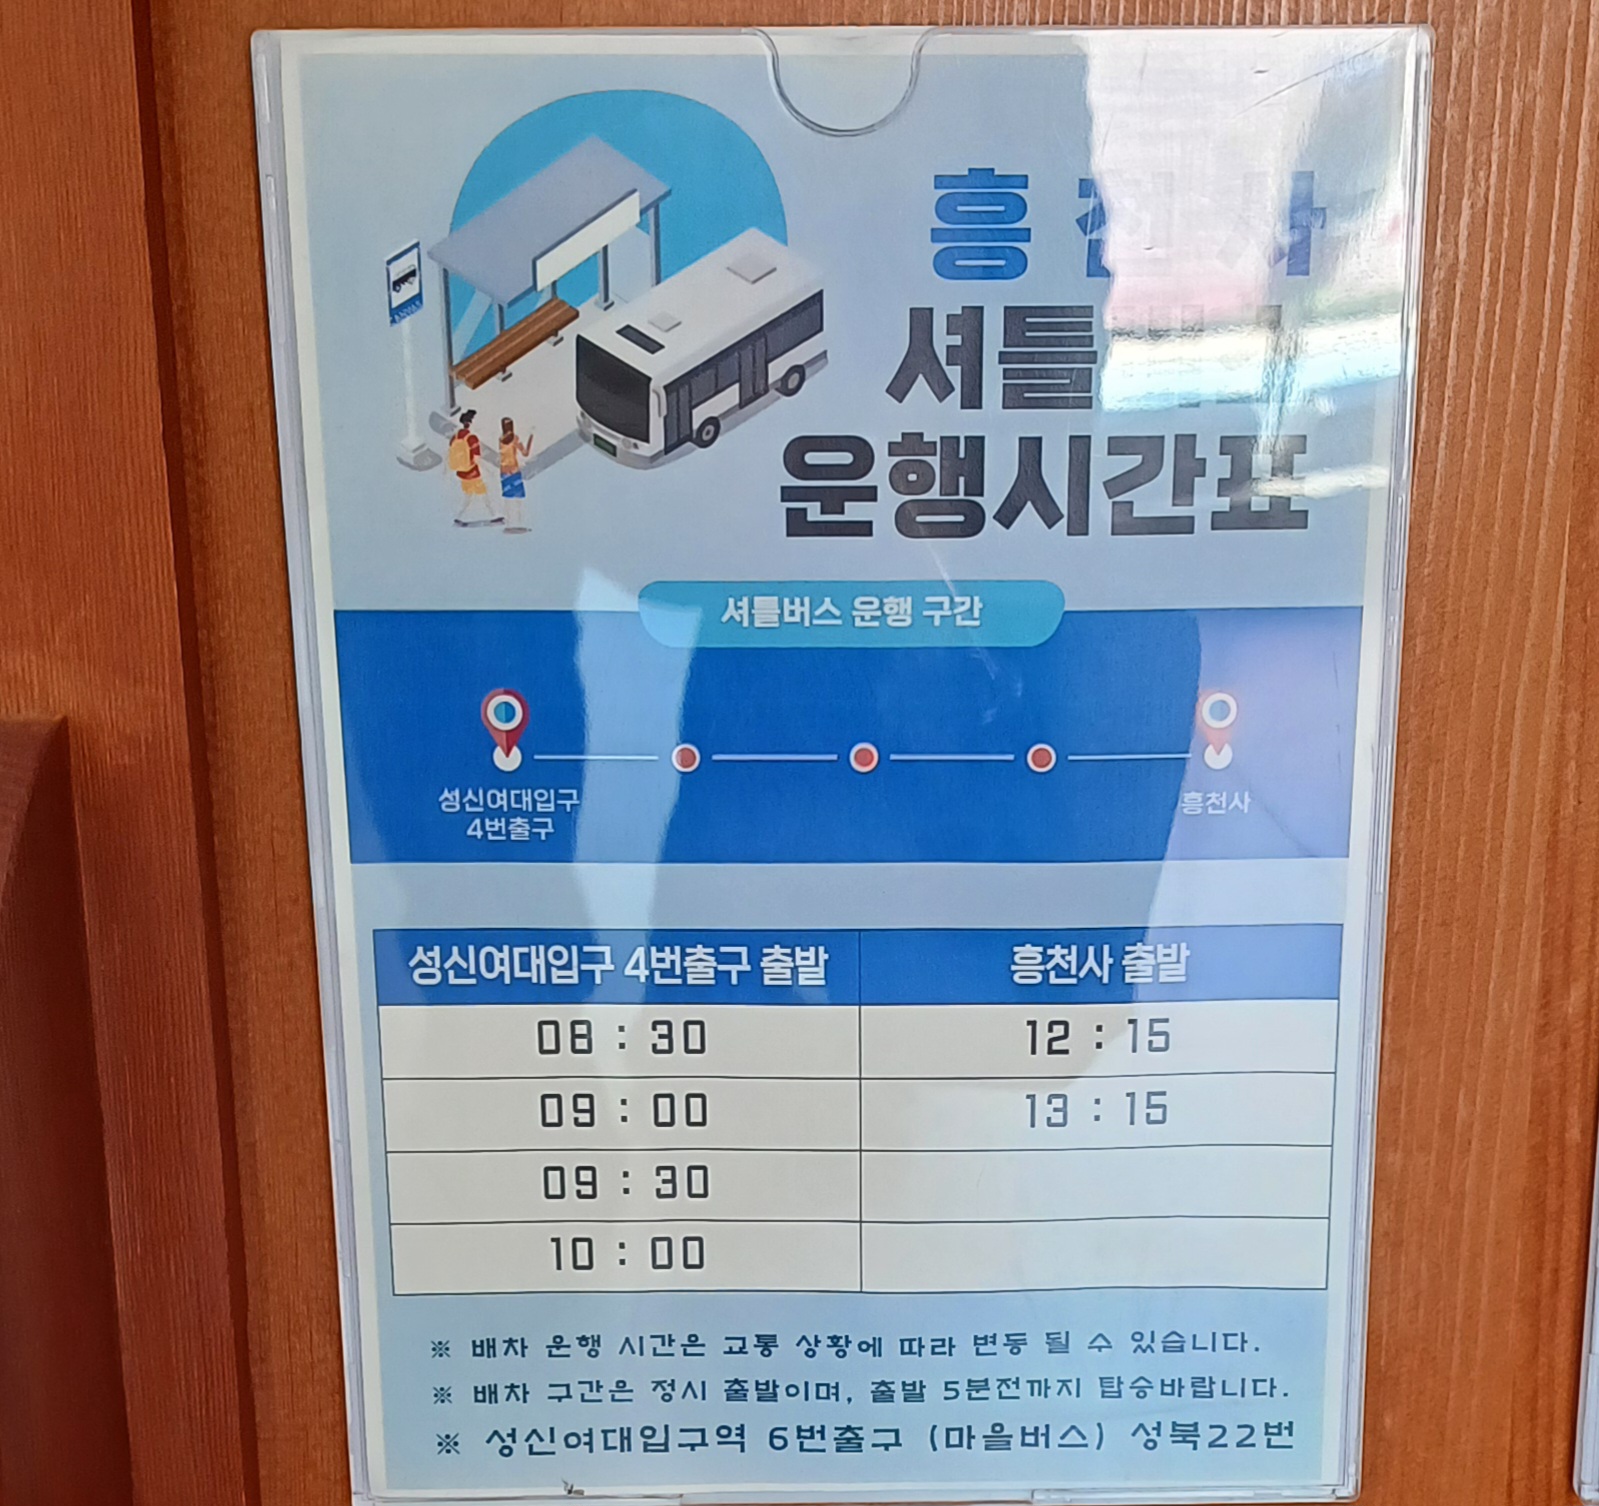 흥천사
셔틀버스
운행시간표
셔틀버스 운행 구간
성신여대입구
4번출구
흥천사
성신여대입구 4번출구 출발 흥천사 출발
08 : 30 12 : 15
09 : 00 13 : 15
09 : 30
10 : 00
※ 배차 운행 시간은 교통 상황에 따라 변동 될 수 있습니다.
※ 배차 구간은 정시 출발이며, 출발 5분전까지 탑승바랍니다.
※ 성신여대입구역 6번출구 (마을버스) 성북22번